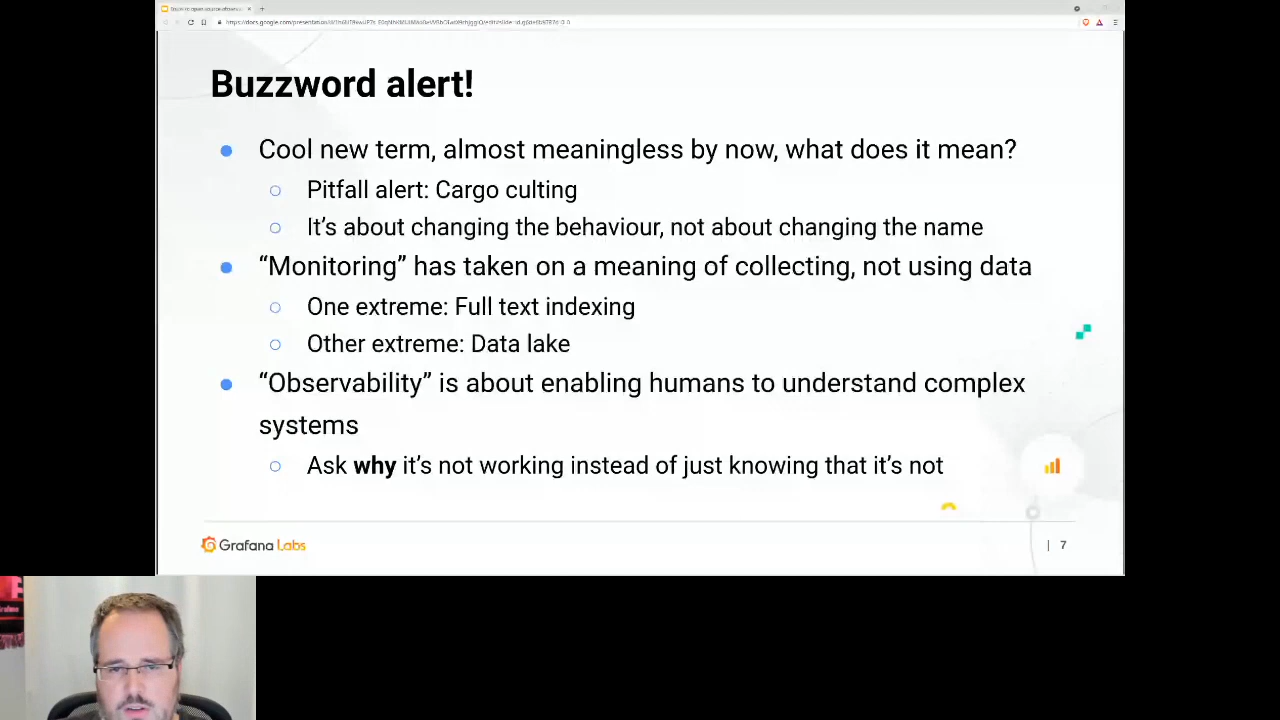 Buzzword alert!
Cool new term, almost meaningless by now, what does it mean?
Pitfall alert: Cargo culting
It's about changing the behaviour, not about changing the name
“Monitoring” has taken on a meaning of collecting, not using data
One extreme: Full text indexing
Other extreme: Data lake
“Observability” is about enabling humans to understand complex
systems
Ask why it's not working instead of just knowing that it's not
Grafana Labs
| 7